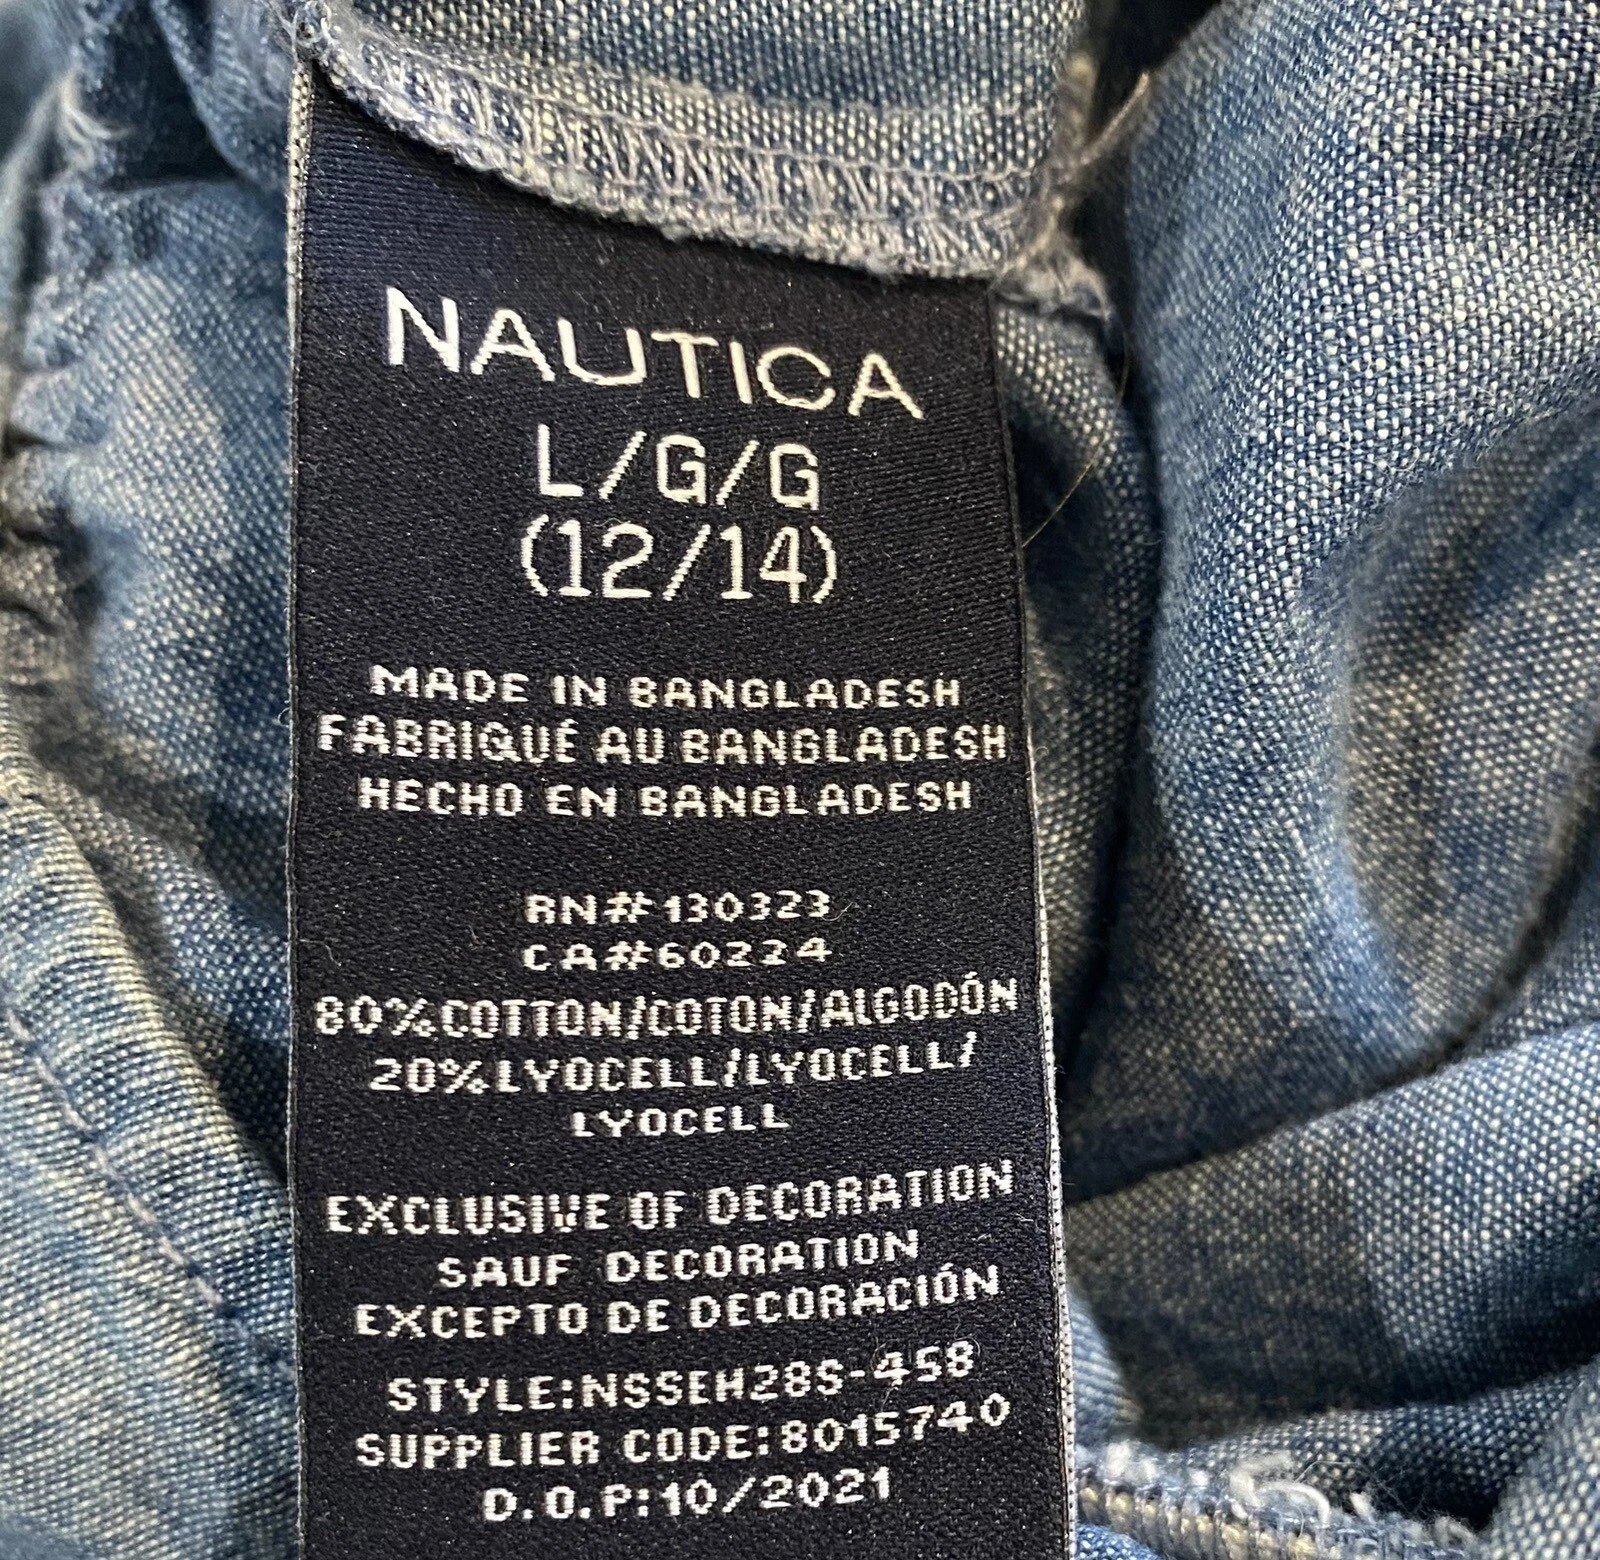 NAUTICA
L/G/G
(12/14)
MADE IN BANGLADESH
FABRIQUÉ AU BANGLADESH
HECHO EN BANGLADESH
RN#130323
CA#60224
80%COTTON/COTON/ALGODÓN
20%LYOCELL/LYOCELL/
LYOCELL
EXCLUSIVE OF DECORATION
SAUF DECORATION
EXCEPTO DE DECORACIÓN
STYLE:NSSEH28S-458
SUPPLIER CODE:8015740
D.O.P:10/2021